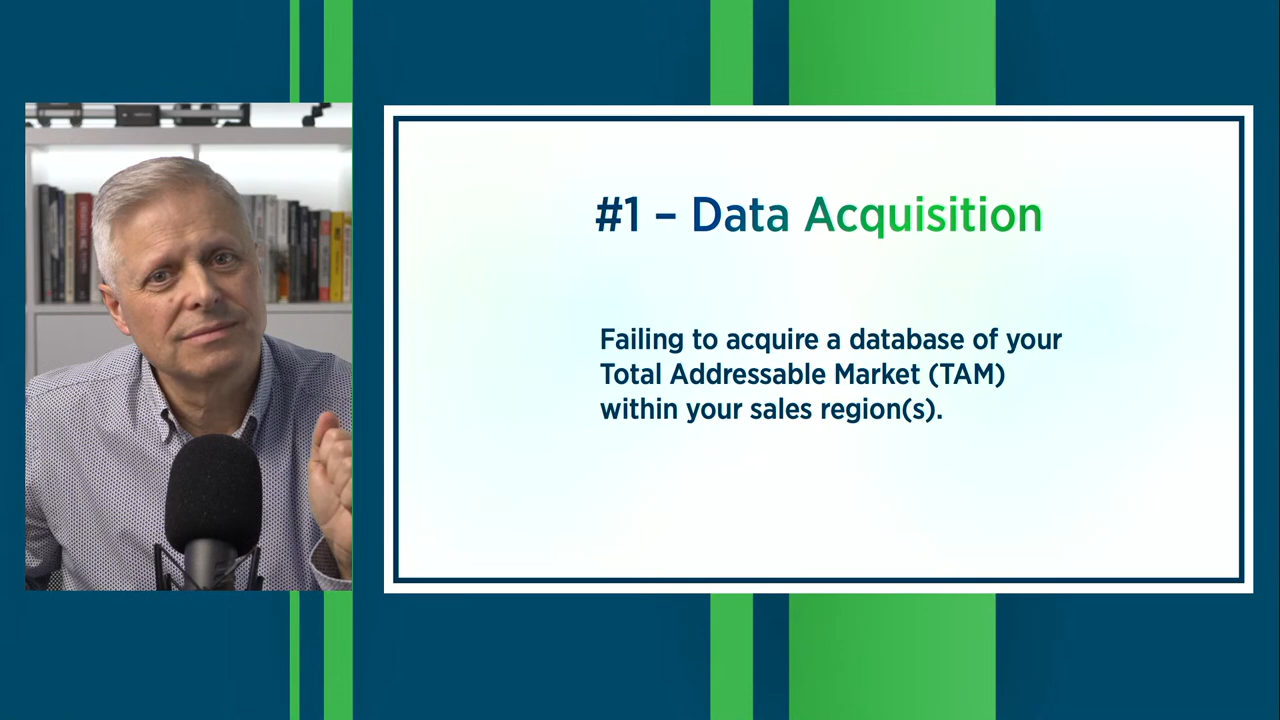 #1 – Data Acquisition
Failing to acquire a database of your
Total Addressable Market (TAM)
within your sales region(s).